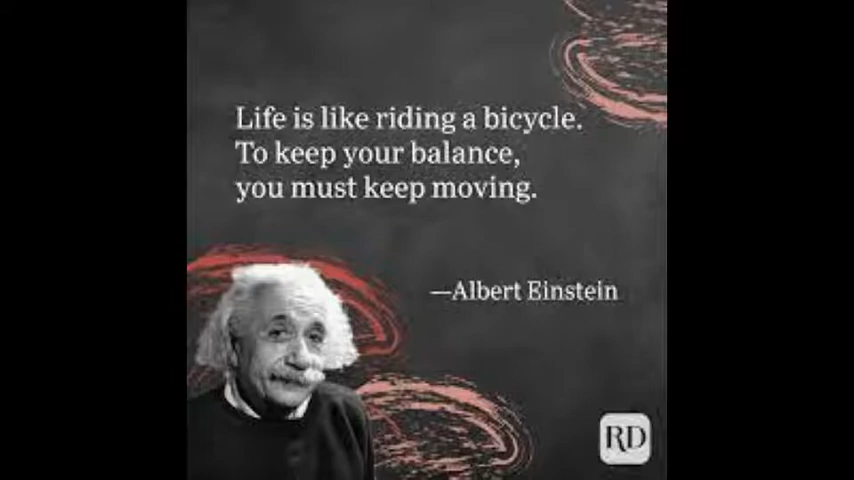 Life is like riding a bicycle.
To keep your balance,
you must keep moving.
—Albert Einstein
RD